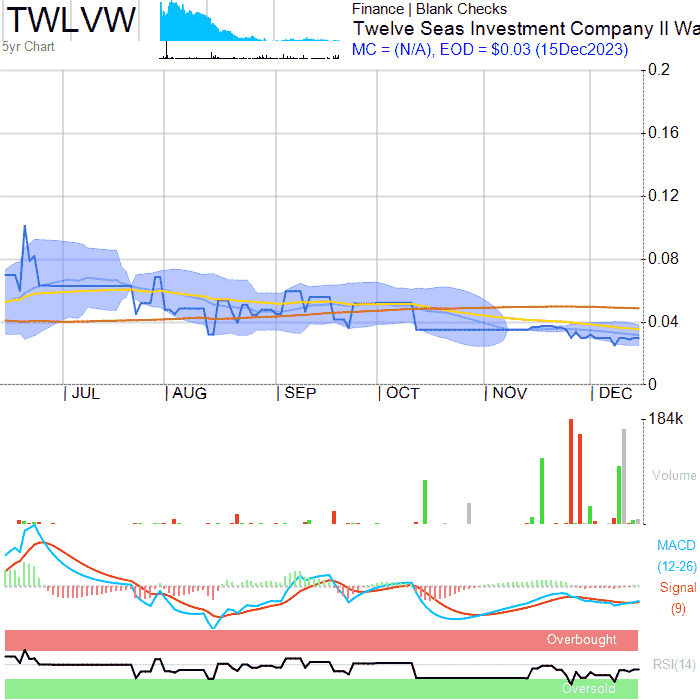 TWLVW
5yr Chart
Finance | Blank Checks
Twelve Seas Investment Company II Wa
MC = (N/A), EOD = $0.03 (15Dec2023)
0.2
0.16
0.12
0.08
0.04
0
JUL AUG SEP OCT NOV DEC
184k
Volume
MACD
(12-26)
Signal
(9)
Overbought
RSI(14)
Oversold